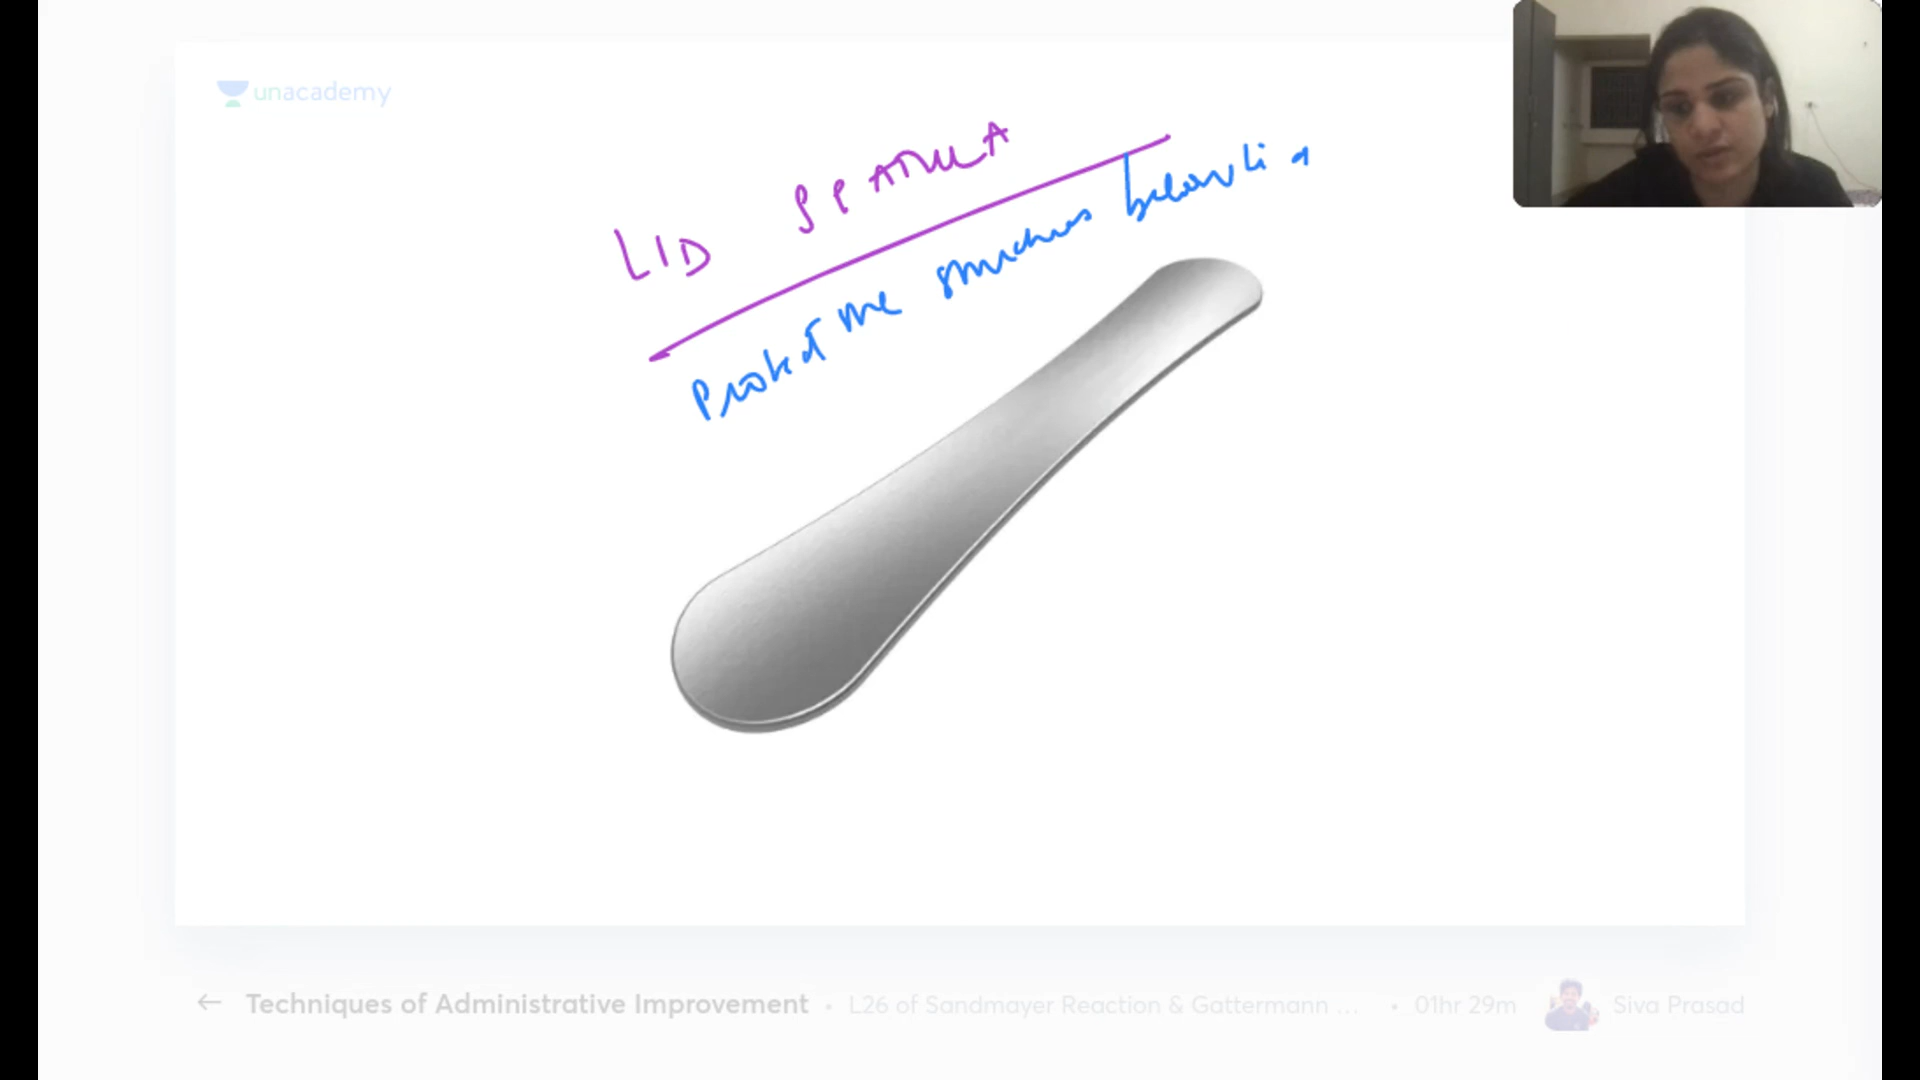 unacademy
LID SPATULA
Protect the structures below lid
← Techniques of Administrative Improvement • L26 of Sandmayer Reaction & Gattermann ... • 01hr 29m Siva Prasad